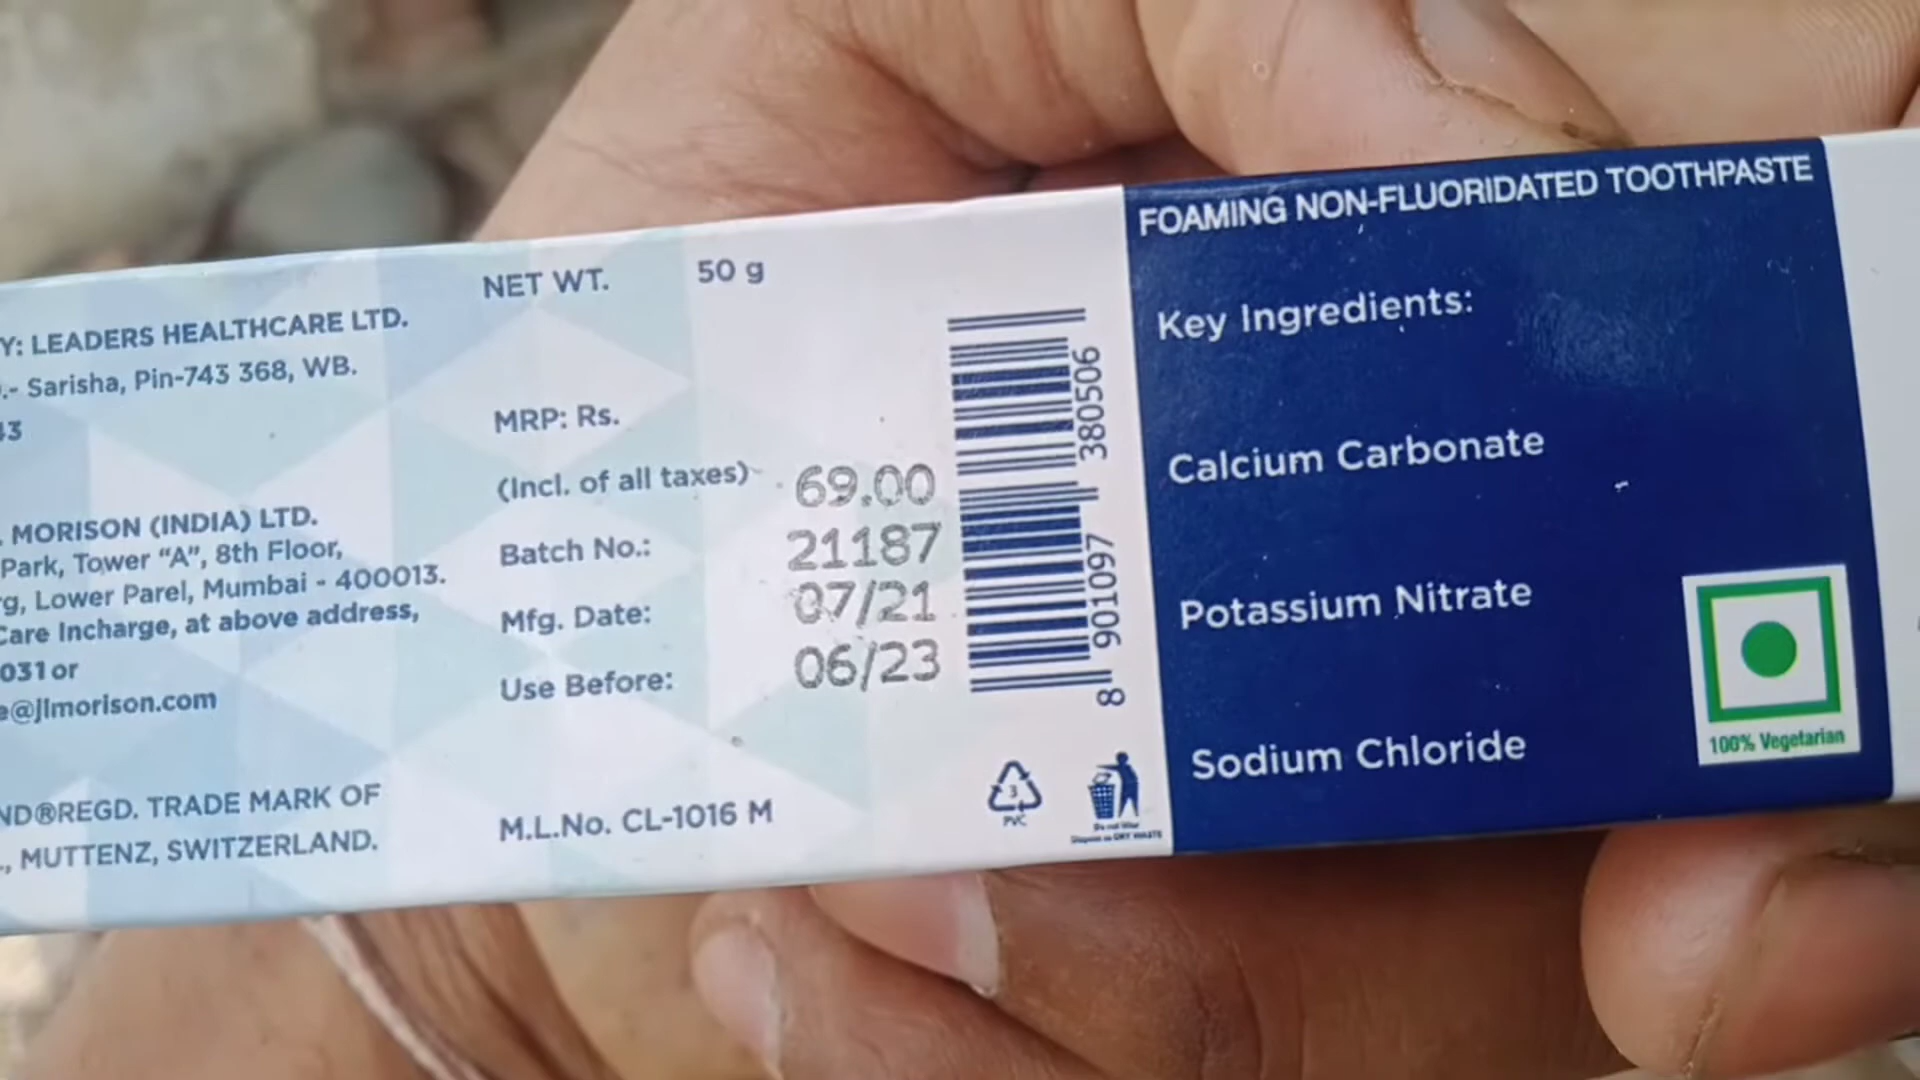 Y: LEADERS HEALTHCARE LTD.
.- Sarisha, Pin-743 368, WB.
MORISON (INDIA) LTD.
Park, Tower “A”, 8th Floor,
g, Lower Parel, Mumbai - 400013.
Care Incharge, at above address,
031 or
e@jlmorison.com
ND®REGD. TRADE MARK OF
., MUTTENZ, SWITZERLAND.
NET WT. 50 g
MRP: Rs.
(Incl. of all taxes) 69.00
Batch No.: 21187
Mfg. Date: 07/21
Use Before: 06/23
M.L.No. CL-1016 M
8 901097 380506
3
PVC
FOAMING NON-FLUORIDATED TOOTHPASTE
Key Ingredients:
Calcium Carbonate
Potassium Nitrate
Sodium Chloride
100% Vegetarian